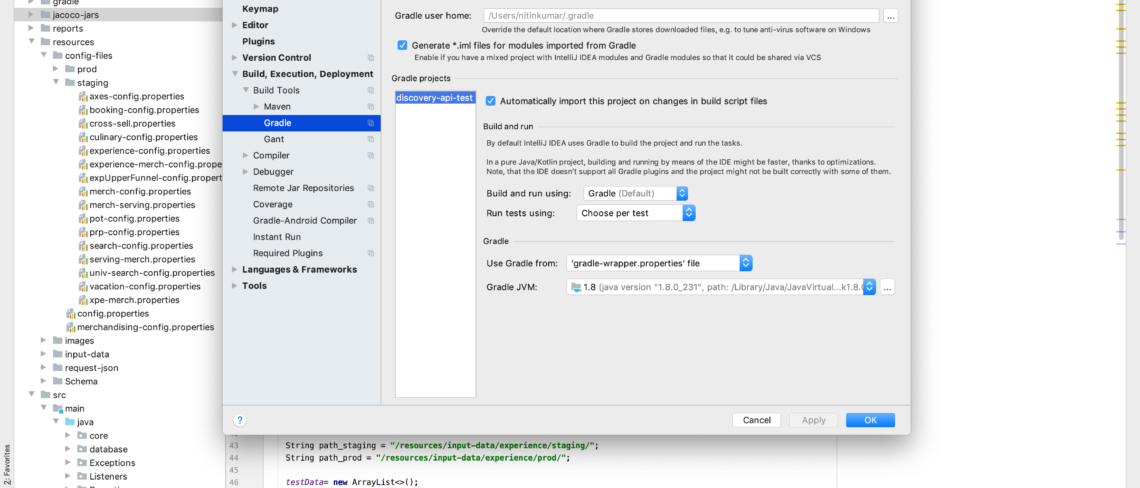 gradle
jacoco-jars
reports
resources
config-files
prod
staging
axes-config.properties
booking-config.properties
cross-sell.properties
culinary-config.properties
experience-config.properties
experience-merch-config.prope
expUpperFunnel-config.propert
merch-config.properties
merch-serving.properties
pot-config.properties
prp-config.properties
search-config.properties
serving-merch.properties
univ-search-config.properties
vacation-config.properties
xpe-merch.properties
config.properties
merchandising-config.properties
images
input-data
request-json
Schema
src
main
java
core
database
Exceptions
Listeners
2: Favorites
Keymap
Editor
Plugins
Version Control
Build, Execution, Deployment
Build Tools
Maven
Gradle
Gant
Compiler
Debugger
Remote Jar Repositories
Coverage
Gradle-Android Compiler
Instant Run
Required Plugins
Languages & Frameworks
Tools
Gradle user home: /Users/nitinkumar/.gradle ...
Override the default location where Gradle stores downloaded files, e.g. to tune anti-virus software on Windows
Generate *.iml files for modules imported from Gradle
Enable if you have a mixed project with IntelliJ IDEA modules and Gradle modules so that it could be shared via VCS
Gradle projects
discovery-api-test
Automatically import this project on changes in build script files
Build and run
By default IntelliJ IDEA uses Gradle to build the project and run the tasks.
In a pure Java/Kotlin project, building and running by means of the IDE might be faster, thanks to optimizations.
Note, that the IDE doesn't support all Gradle plugins and the project might not be built correctly with some of them.
Build and run using: Gradle (Default)
Run tests using: Choose per test
Gradle
Use Gradle from: 'gradle-wrapper.properties' file
Gradle JVM: 1.8 (java version "1.8.0_231", path: /Library/Java/JavaVirtual...k1.8.0 ...
? Cancel Apply OK
43 String path_staging = "/resources/input-data/experience/staging/";
44 String path_prod = "/resources/input-data/experience/prod/";
45
46 testData= new ArrayList<>();